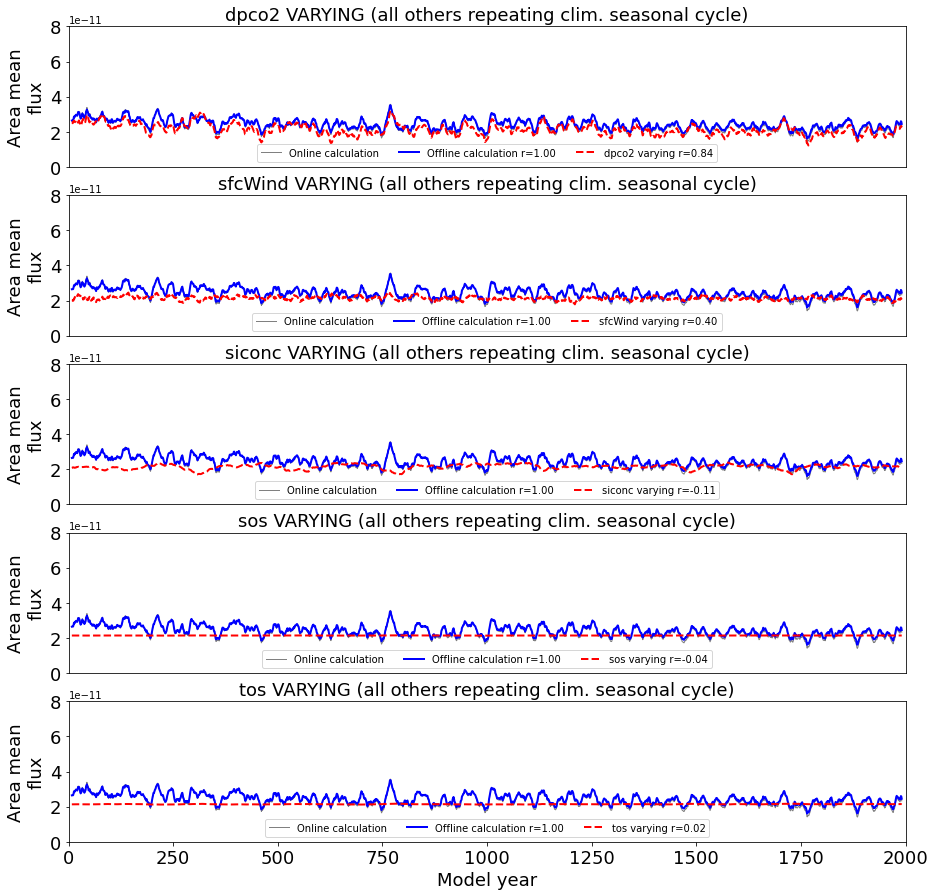 dpco2 VARYING (all others repeating clim. seasonal cycle)
1e−11
8
6
4
2
0
Area mean
flux
Online calculation
Offline calculation r=1.00
dpco2 varying r=0.84
sfcWind VARYING (all others repeating clim. seasonal cycle)
1e−11
8
6
4
2
0
Area mean
flux
Online calculation
Offline calculation r=1.00
sfcWind varying r=0.40
siconc VARYING (all others repeating clim. seasonal cycle)
1e−11
8
6
4
2
0
Area mean
flux
Online calculation
Offline calculation r=1.00
siconc varying r=-0.11
sos VARYING (all others repeating clim. seasonal cycle)
1e−11
8
6
4
2
0
Area mean
flux
Online calculation
Offline calculation r=1.00
sos varying r=-0.04
tos VARYING (all others repeating clim. seasonal cycle)
1e−11
8
6
4
2
0
Area mean
flux
Online calculation
Offline calculation r=1.00
tos varying r=0.02
0 250 500 750 1000 1250 1500 1750 2000
Model year